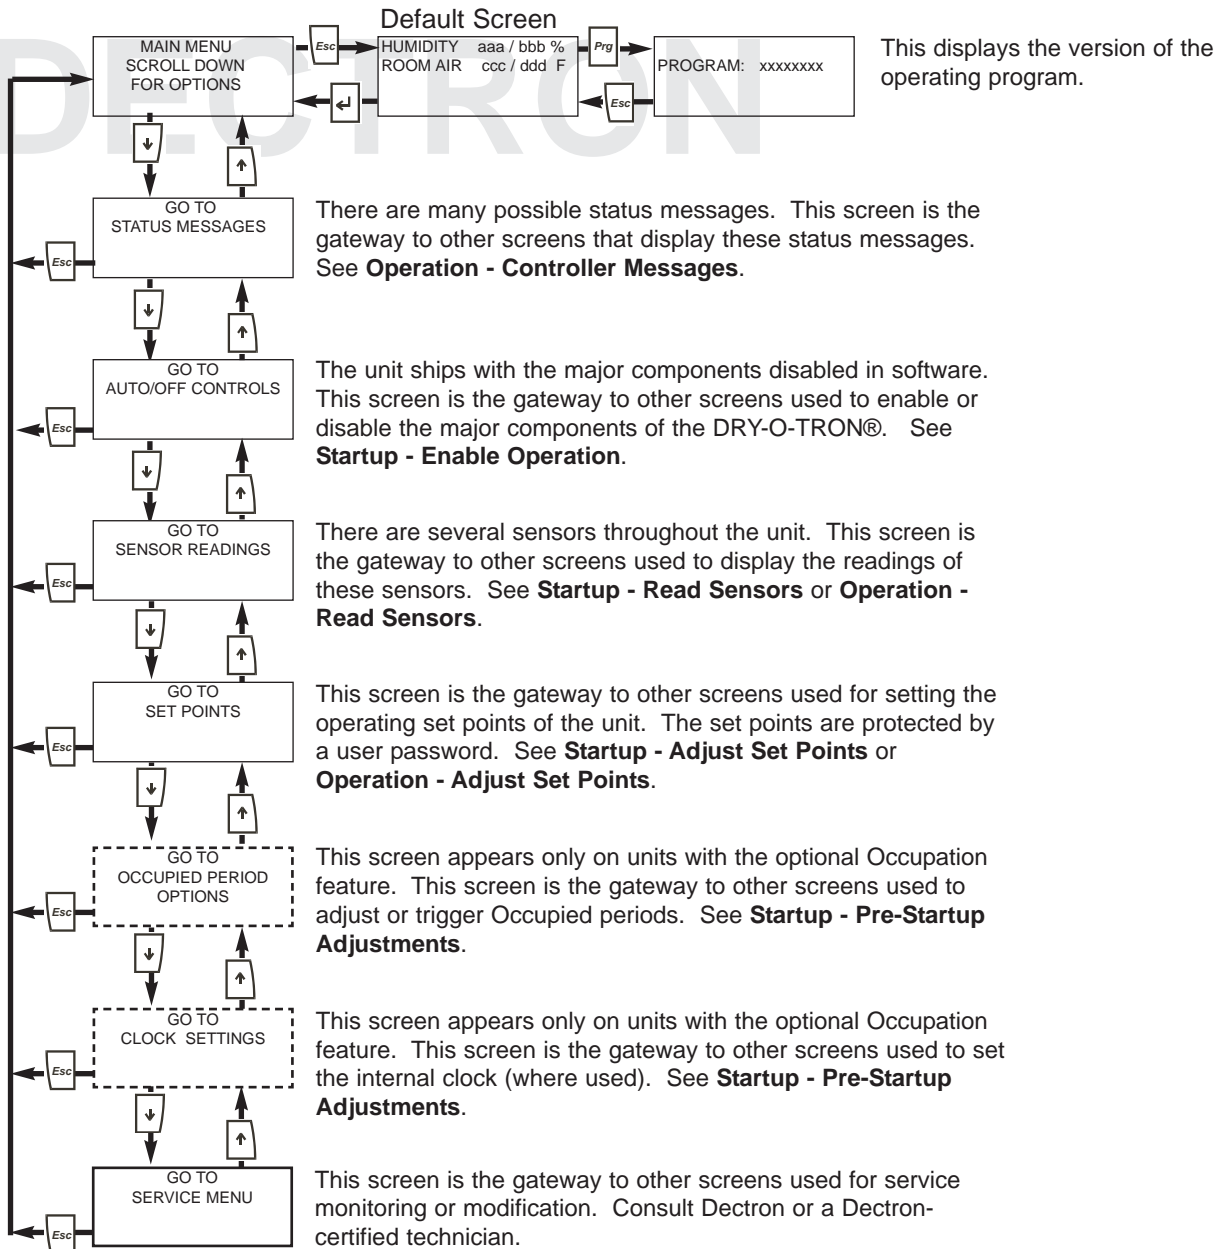 DECTRON
Default Screen
MAIN MENU
SCROLL DOWN
FOR OPTIONS
Esc
HUMIDITY aaa / bbb %
ROOM AIR ccc / ddd F
Prg
Esc
PROGRAM: xxxxxxxx
This displays the version of the
operating program.
GO TO
STATUS MESSAGES
Esc
There are many possible status messages. This screen is the
gateway to other screens that display these status messages.
See Operation - Controller Messages.
GO TO
AUTO/OFF CONTROLS
Esc
The unit ships with the major components disabled in software.
This screen is the gateway to other screens used to enable or
disable the major components of the DRY-O-TRON®. See
Startup - Enable Operation.
GO TO
SENSOR READINGS
Esc
There are several sensors throughout the unit. This screen is
the gateway to other screens used to display the readings of
these sensors. See Startup - Read Sensors or Operation -
Read Sensors.
GO TO
SET POINTS
Esc
This screen is the gateway to other screens used for setting the
operating set points of the unit. The set points are protected by
a user password. See Startup - Adjust Set Points or
Operation - Adjust Set Points.
GO TO
OCCUPIED PERIOD
OPTIONS
Esc
This screen appears only on units with the optional Occupation
feature. This screen is the gateway to other screens used to
adjust or trigger Occupied periods. See Startup - Pre-Startup
Adjustments.
GO TO
CLOCK SETTINGS
Esc
This screen appears only on units with the optional Occupation
feature. This screen is the gateway to other screens used to set
the internal clock (where used). See Startup - Pre-Startup
Adjustments.
GO TO
SERVICE MENU
Esc
This screen is the gateway to other screens used for service
monitoring or modification. Consult Dectron or a Dectron-
certified technician.